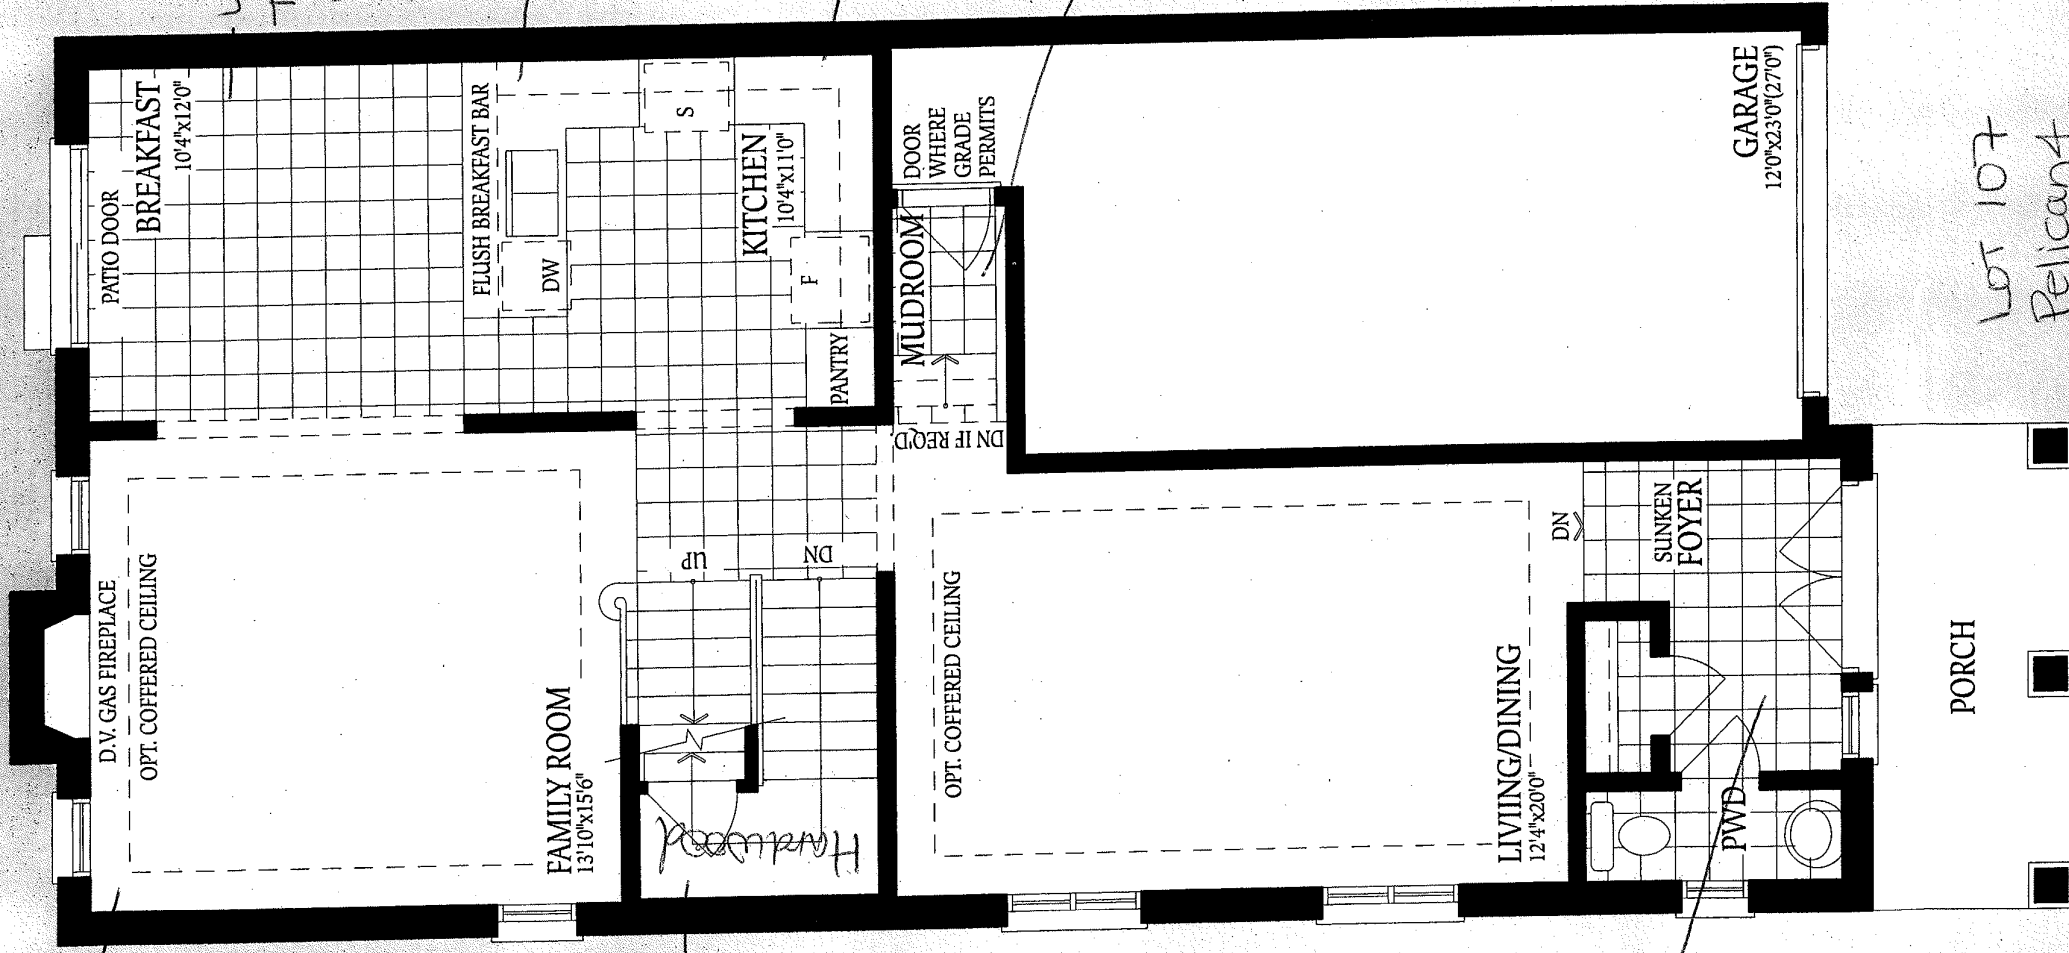 PATIO DOOR
BREAKFAST
10'4"x12'0"
FLUSH BREAKFAST BAR
DW
S
KITCHEN
10'4"x11'0"
F
PANTRY
DOOR
WHERE
GRADE
PERMITS
MUDROOM
DN IF REQ'D
GARAGE
12'0"x23'0"(27'0")
LOT 107
D.V. GAS FIREPLACE
OPT. COFFERED CEILING
FAMILY ROOM
13'10"x15'6"
UP
DN
Hardwood
OPT. COFFERED CEILING
LIVIING/DINING
12'4"x20'0"
DN
SUNKEN
FOYER
PWD
PORCH